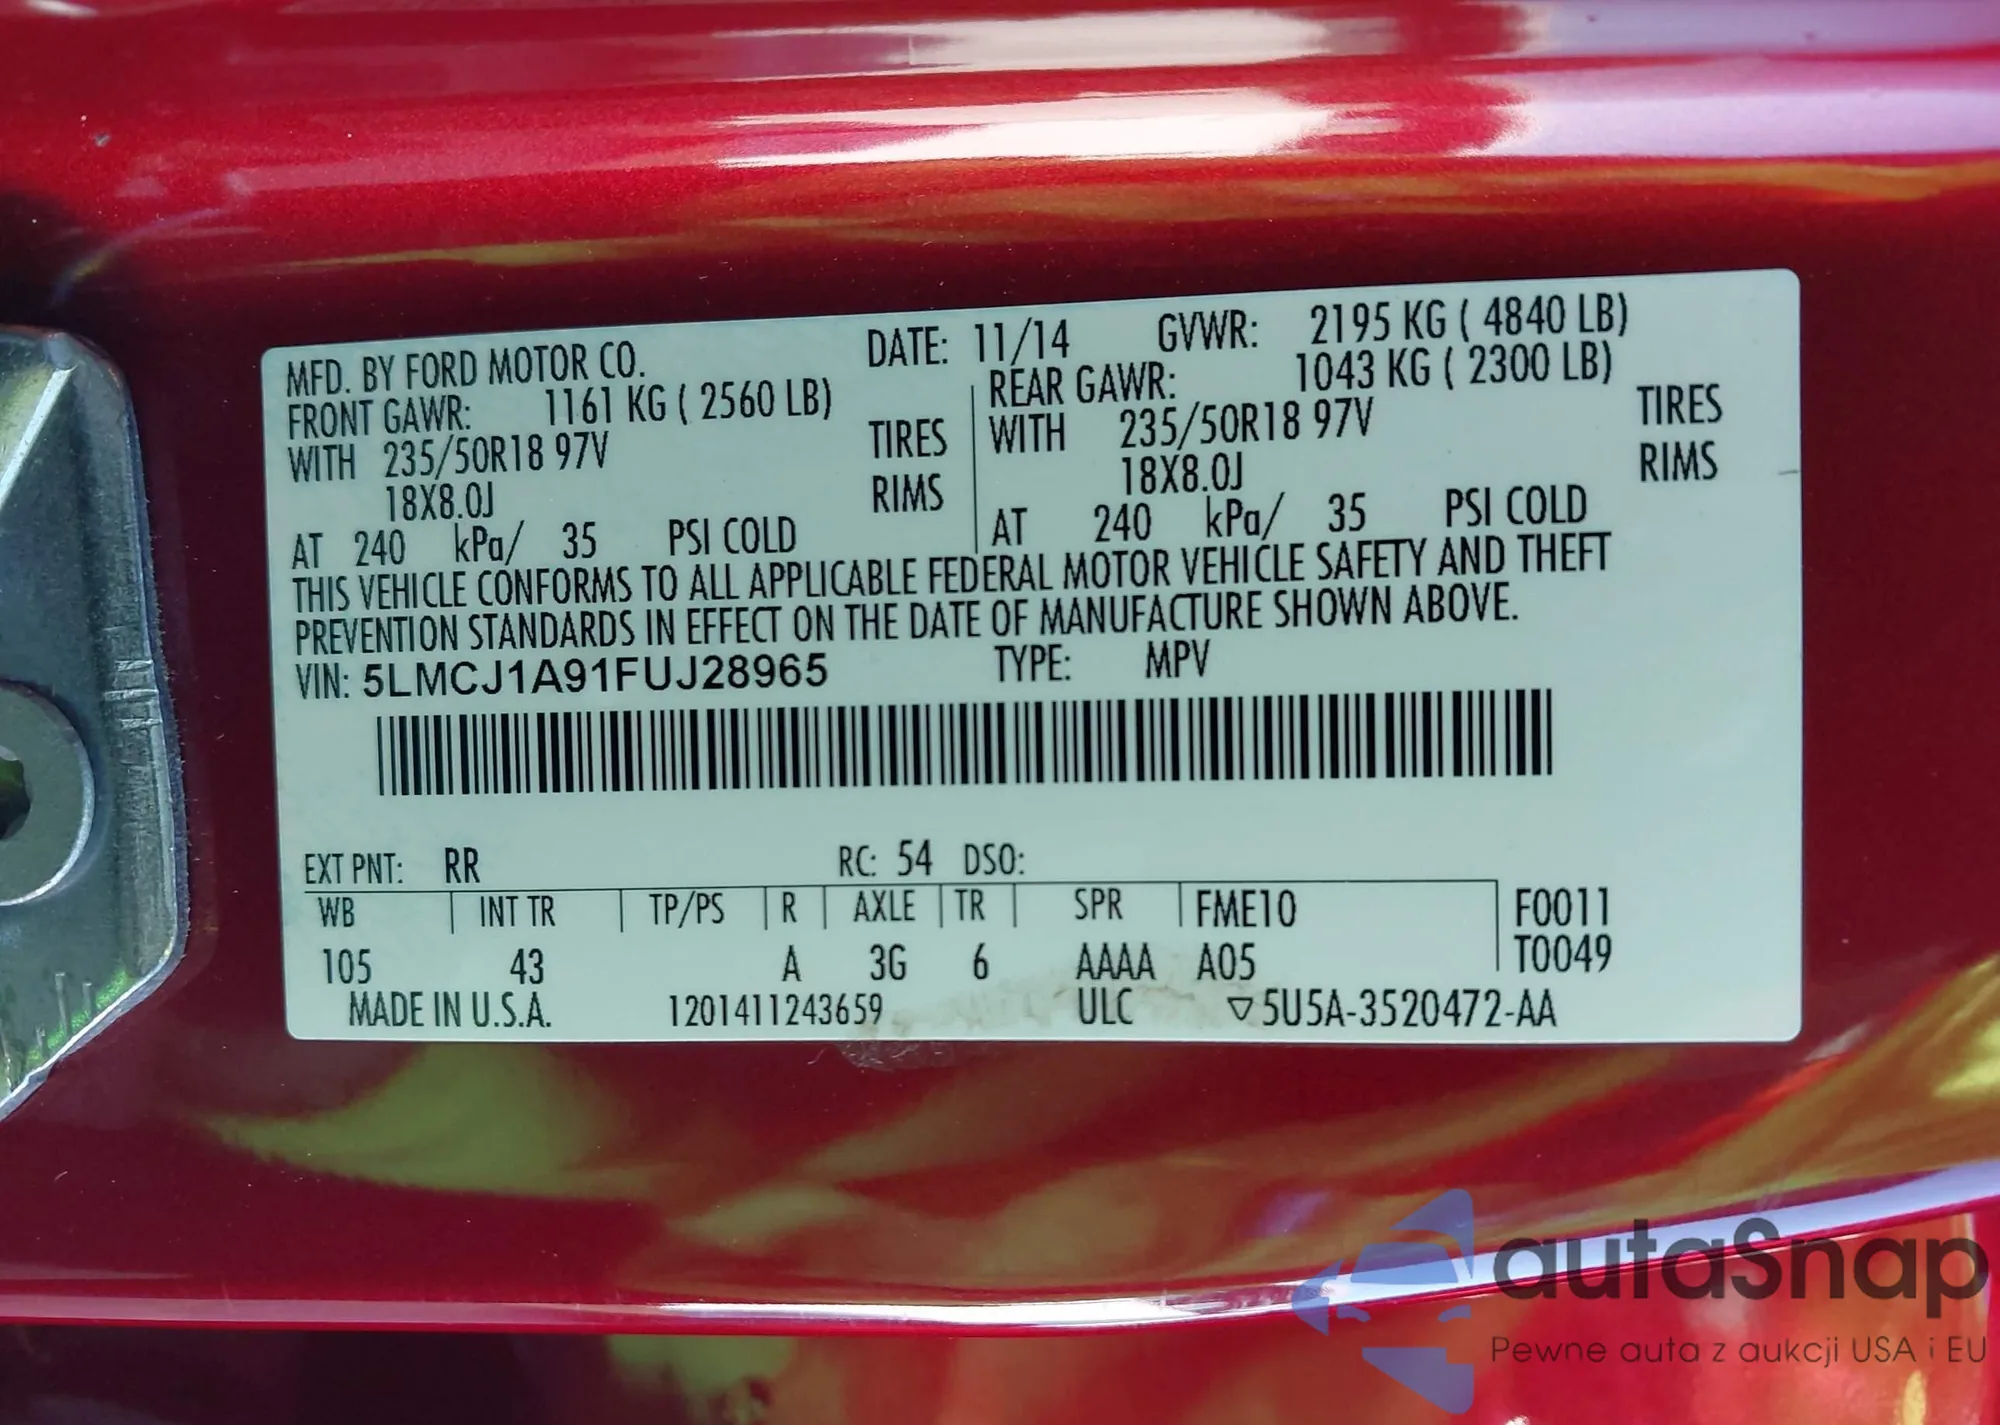 MFD. BY FORD MOTOR CO. DATE: 11/14 GVWR: 2195 KG ( 4840 LB)
FRONT GAWR: 1161 KG ( 2560 LB) REAR GAWR: 1043 KG ( 2300 LB)
WITH 235/50R18 97V TIRES WITH 235/50R18 97V TIRES
18X8.0J RIMS 18X8.0J RIMS
AT 240 kPa/ 35 PSI COLD AT 240 kPa/ 35 PSI COLD
THIS VEHICLE CONFORMS TO ALL APPLICABLE FEDERAL MOTOR VEHICLE SAFETY AND THEFT
PREVENTION STANDARDS IN EFFECT ON THE DATE OF MANUFACTURE SHOWN ABOVE.
VIN: 5LMCJ1A91FUJ28965 TYPE: MPV
EXT PNT: RR RC: 54 DSO:
WB INT TR TP/PS R AXLE TR SPR FME10 F0011
105 43 A 3G 6 AAAA A05 T0049
MADE IN U.S.A. 1201411243659 ULC ▽5U5A-3520472-AA
autaSnap
Pewne auta z aukcji USA i EU